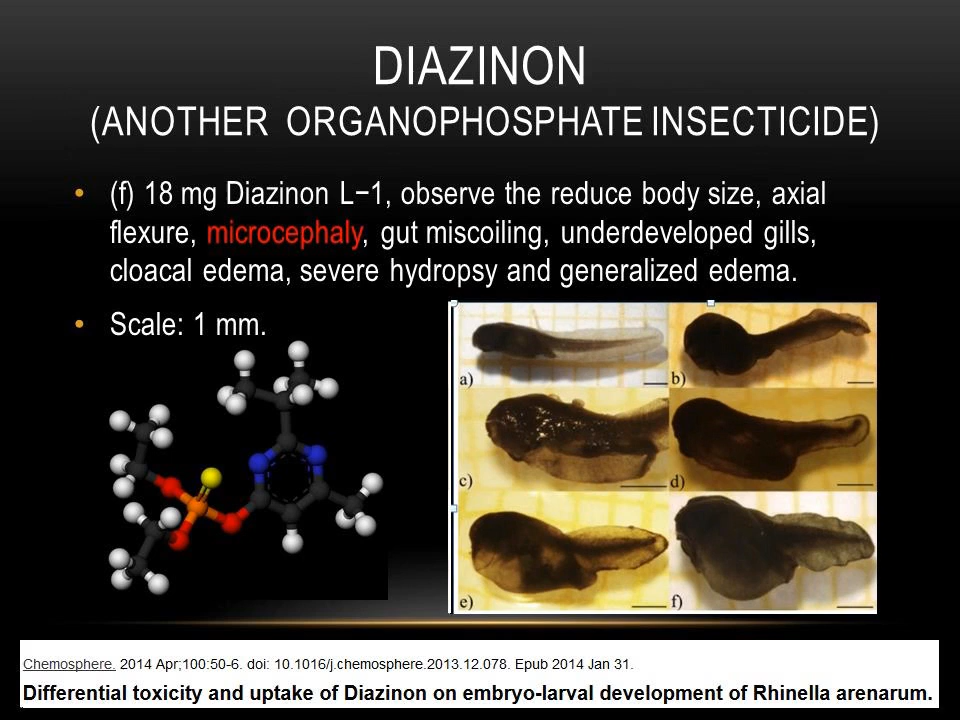 DIAZINON
(ANOTHER ORGANOPHOSPHATE INSECTICIDE)
• (f) 18 mg Diazinon L−1, observe the reduce body size, axial
flexure, microcephaly, gut miscoiling, underdeveloped gills,
cloacal edema, severe hydropsy and generalized edema.
• Scale: 1 mm.
a)
b)
c)
d)
e)
f)
Chemosphere. 2014 Apr;100:50-6. doi: 10.1016/j.chemosphere.2013.12.078. Epub 2014 Jan 31.
Differential toxicity and uptake of Diazinon on embryo-larval development of Rhinella arenarum.